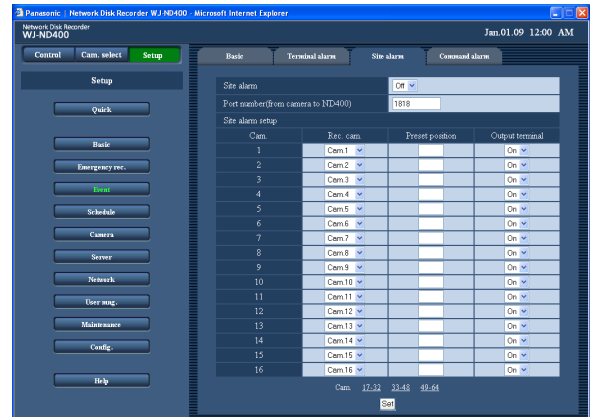 Panasonic | Network Disk Recorder WJ-ND400 - Microsoft Internet Explorer
Network Disk Recorder
WJ-ND400
Jan.01.09 12:00 AM
Control Cam. select Setup
Basic Terminal alarm Site alarm Command alarm
Setup
Quick
Basic
Emergency rec.
Event
Schedule
Camera
Server
Network
User mng.
Maintenance
Config.
Help
Site alarm Off
Port number(from camera to ND400) 1818
Site alarm setup
Cam. Rec. cam. Preset position Output terminal
1 Cam.1 On
2 Cam.2 On
3 Cam.3 On
4 Cam.4 On
5 Cam.5 On
6 Cam.6 On
7 Cam.7 On
8 Cam.8 On
9 Cam.9 On
10 Cam.10 On
11 Cam.11 On
12 Cam.12 On
13 Cam.13 On
14 Cam.14 On
15 Cam.15 On
16 Cam.16 On
Cam. 17-32 33-48 49-64
Set